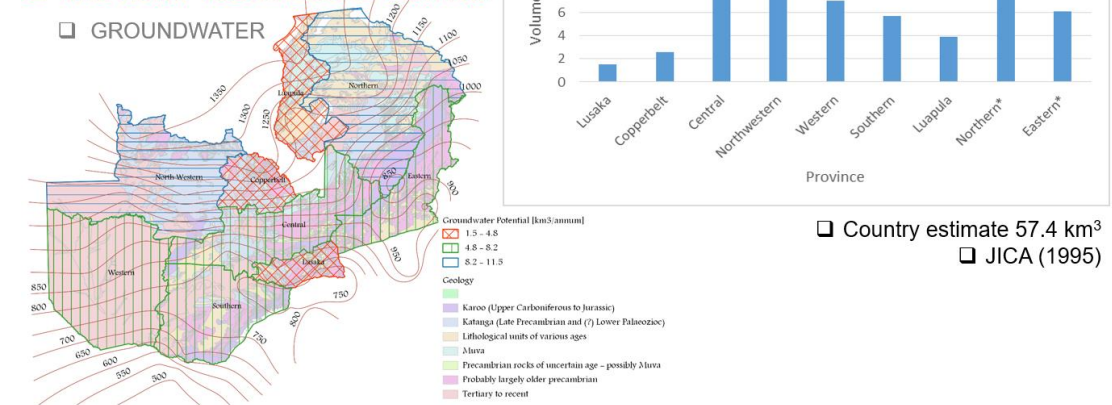 ❑ GROUNDWATER
1200
1150
1100
1050
1000
1350
1300
1250
Luapula
Northern
North-Western
Copperbelt
650
Eastern
900
Central
950
Western
Lusaka
Southern
750
800
750
850
800
700
650
600
550
500
Groundwater Potential [km3/annum]
1.5 - 4.8
4.8 - 8.2
8.2 - 11.5
Geology
Karoo (Upper Carboniferous to Jurassic)
Katanga (Late Precambrian and (?) Lower Palaeozioc)
Lithological units of various ages
Muva
Precambrian rocks of uncertain age - possibly Muva
Probably largely older precambrian
Tertiary to recent
Volume
6
4
2
0
Lusaka
Copperbelt
Central
Northwestern
Western
Southern
Luapula
Northern*
Eastern*
Province
❑ Country estimate 57.4 km³
❑ JICA (1995)